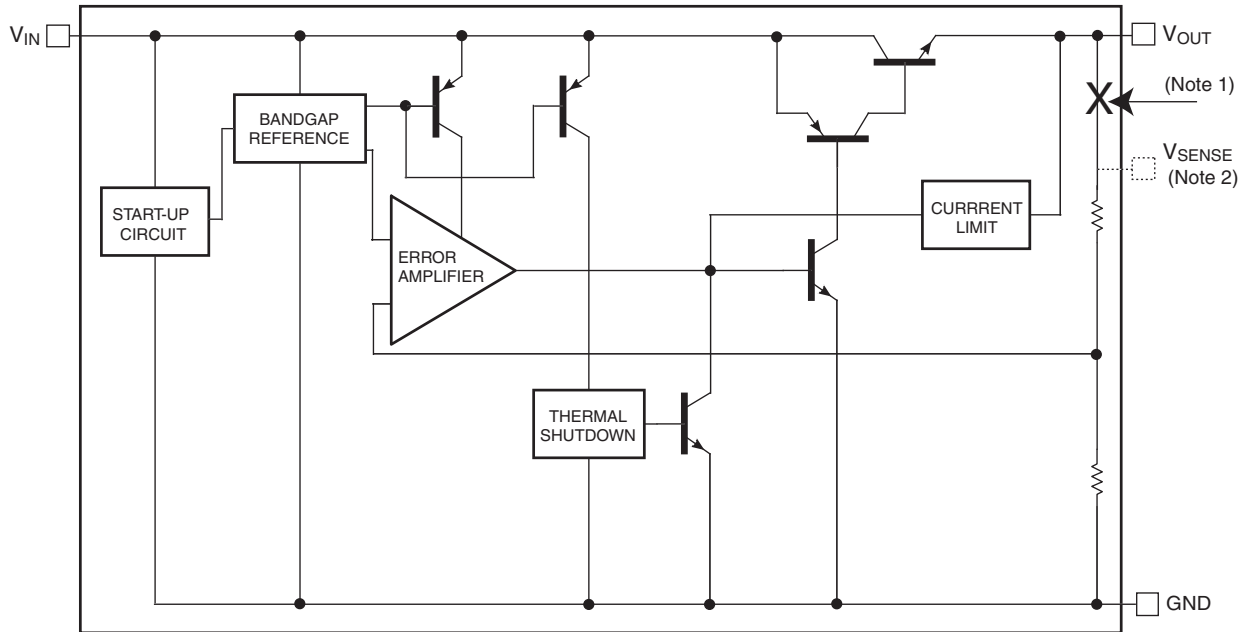 VIN
VOUT
(Note 1)
VSENSE
(Note 2)
BANDGAP
REFERENCE
START-UP
CIRCUIT
CURRRENT
LIMIT
ERROR
AMPLIFIER
THERMAL
SHUTDOWN
GND